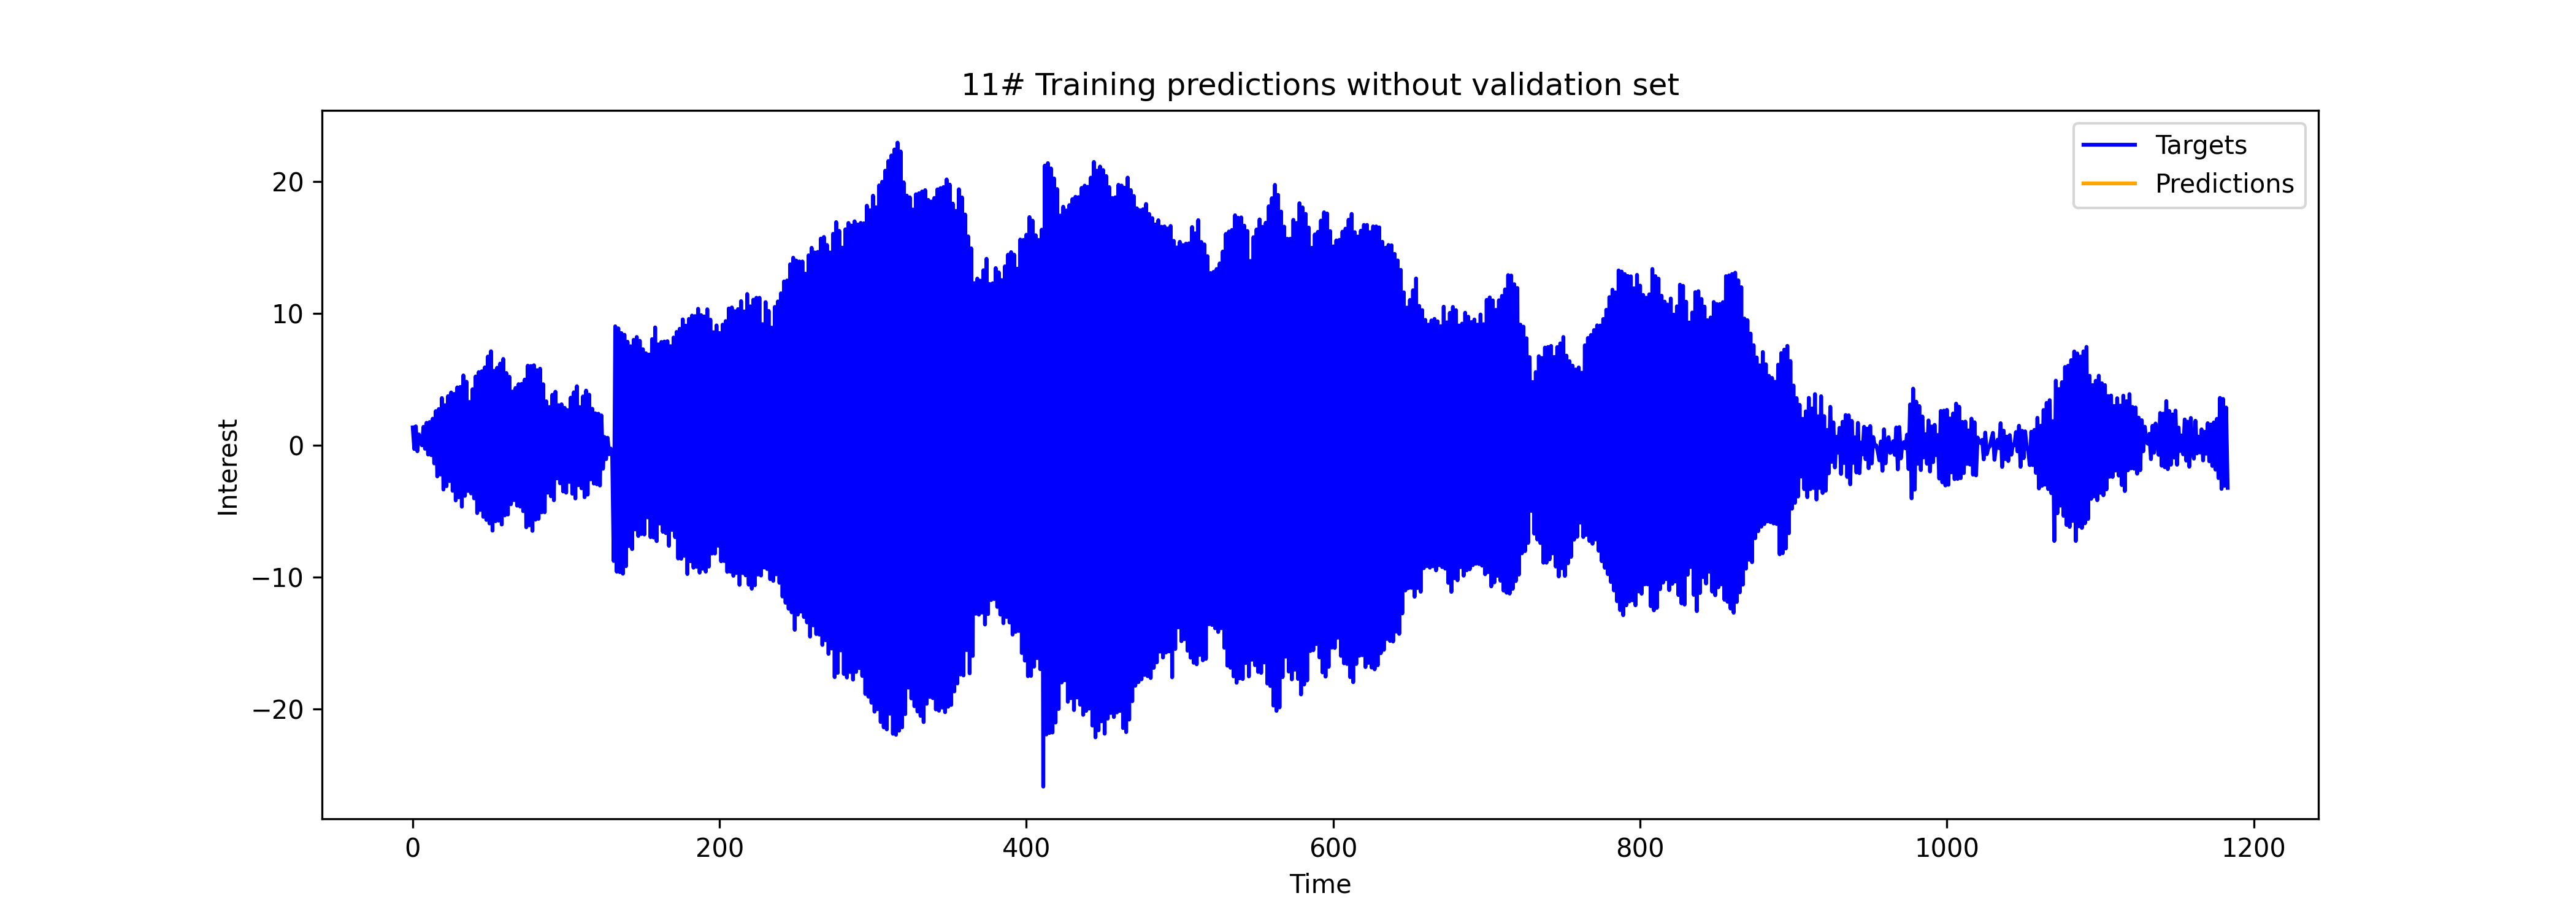 11# Training predictions without validation set
Targets
Predictions
Interest
20
10
0
−10
−20
0 200 400 600 800 1000 1200
Time